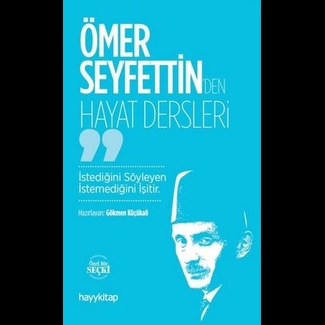 ÖMER
SEYFETTİN'DEN
HAYAT DERSLERİ
İstediğini Söyleyen
İstemediğini İşitir.
Hazırlayan: Gökmen Küçükali
Özel Bir
SEÇKİ
hayykitap